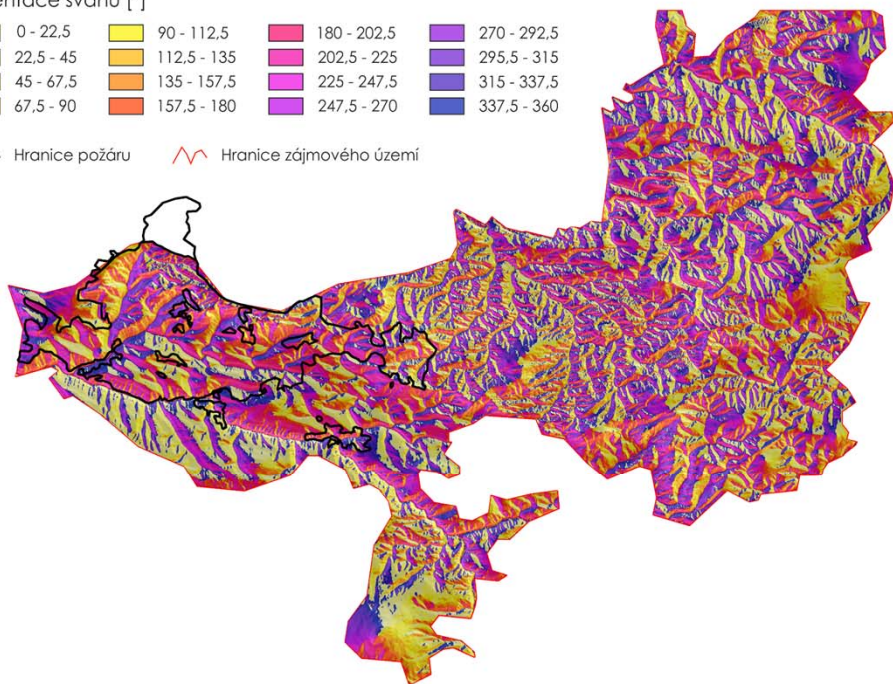 entace svahů [°]
0 - 22,5 90 - 112,5 180 - 202,5 270 - 292,5
22,5 - 45 112,5 - 135 202,5 - 225 295,5 - 315
45 - 67,5 135 - 157,5 225 - 247,5 315 - 337,5
67,5 - 90 157,5 - 180 247,5 - 270 337,5 - 360
Hranice požáru Hranice zájmového území